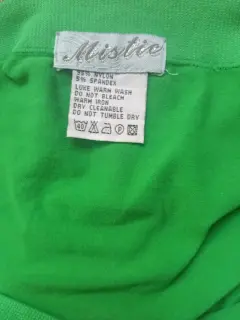 Mistic
95% NYLON
5% SPANDEX
LUKE WARM WASH
DO NOT BLEACH
WARM IRON
DRY CLEANABLE
DO NOT TUMBLE DRY